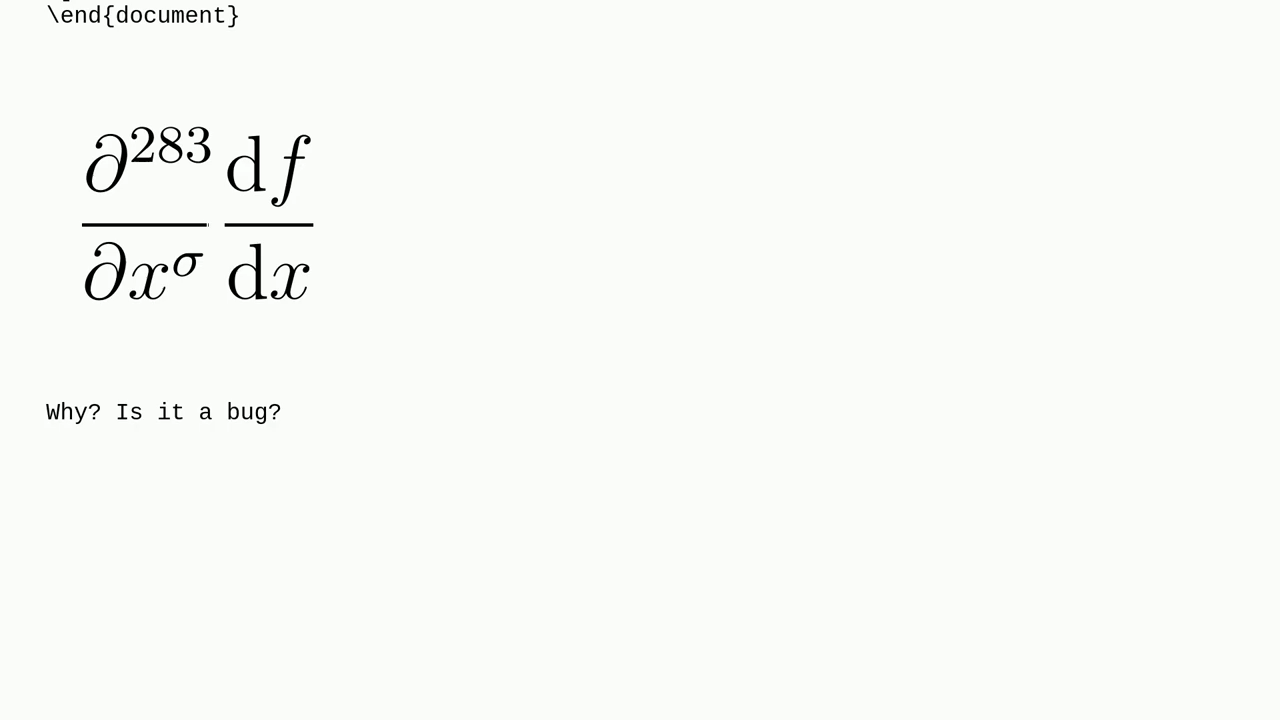 \end{document}
∂²⁸³ df
∂x^σ dx
Why? Is it a bug?